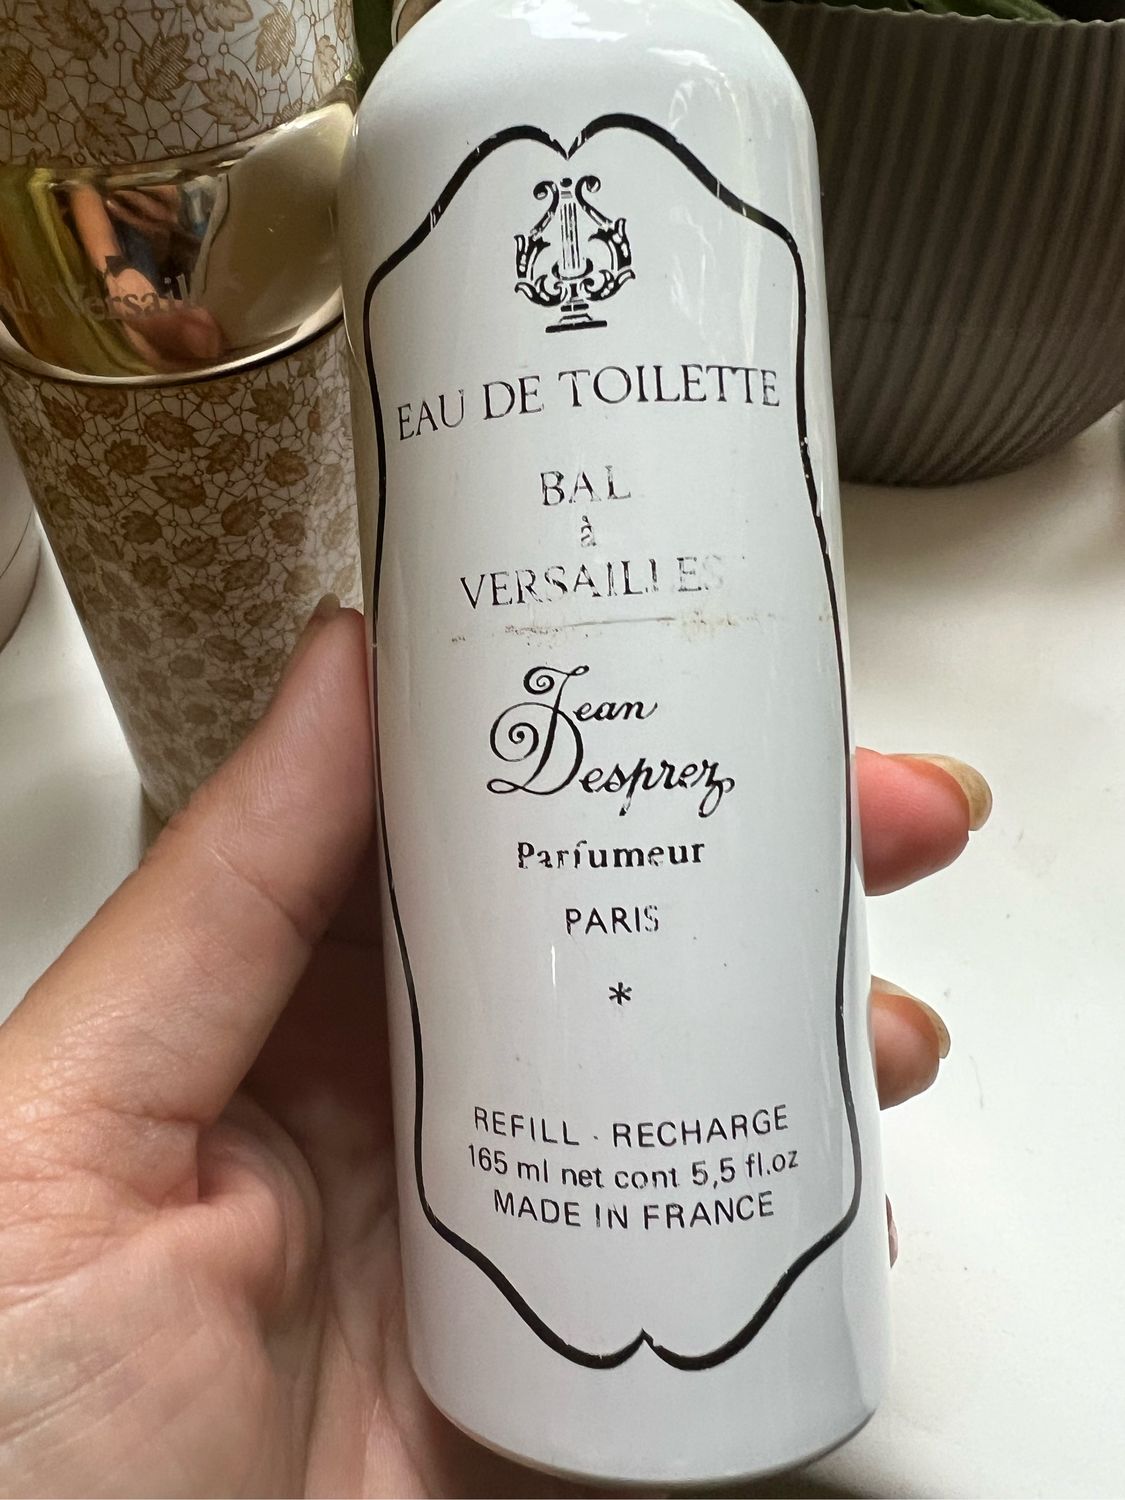 EAU DE TOILETTE
BAL
à
VERSAILLES
Jean
Desprez
Parfumeur
PARIS
*
REFILL - RECHARGE
165 ml net cont 5,5 fl.oz
MADE IN FRANCE